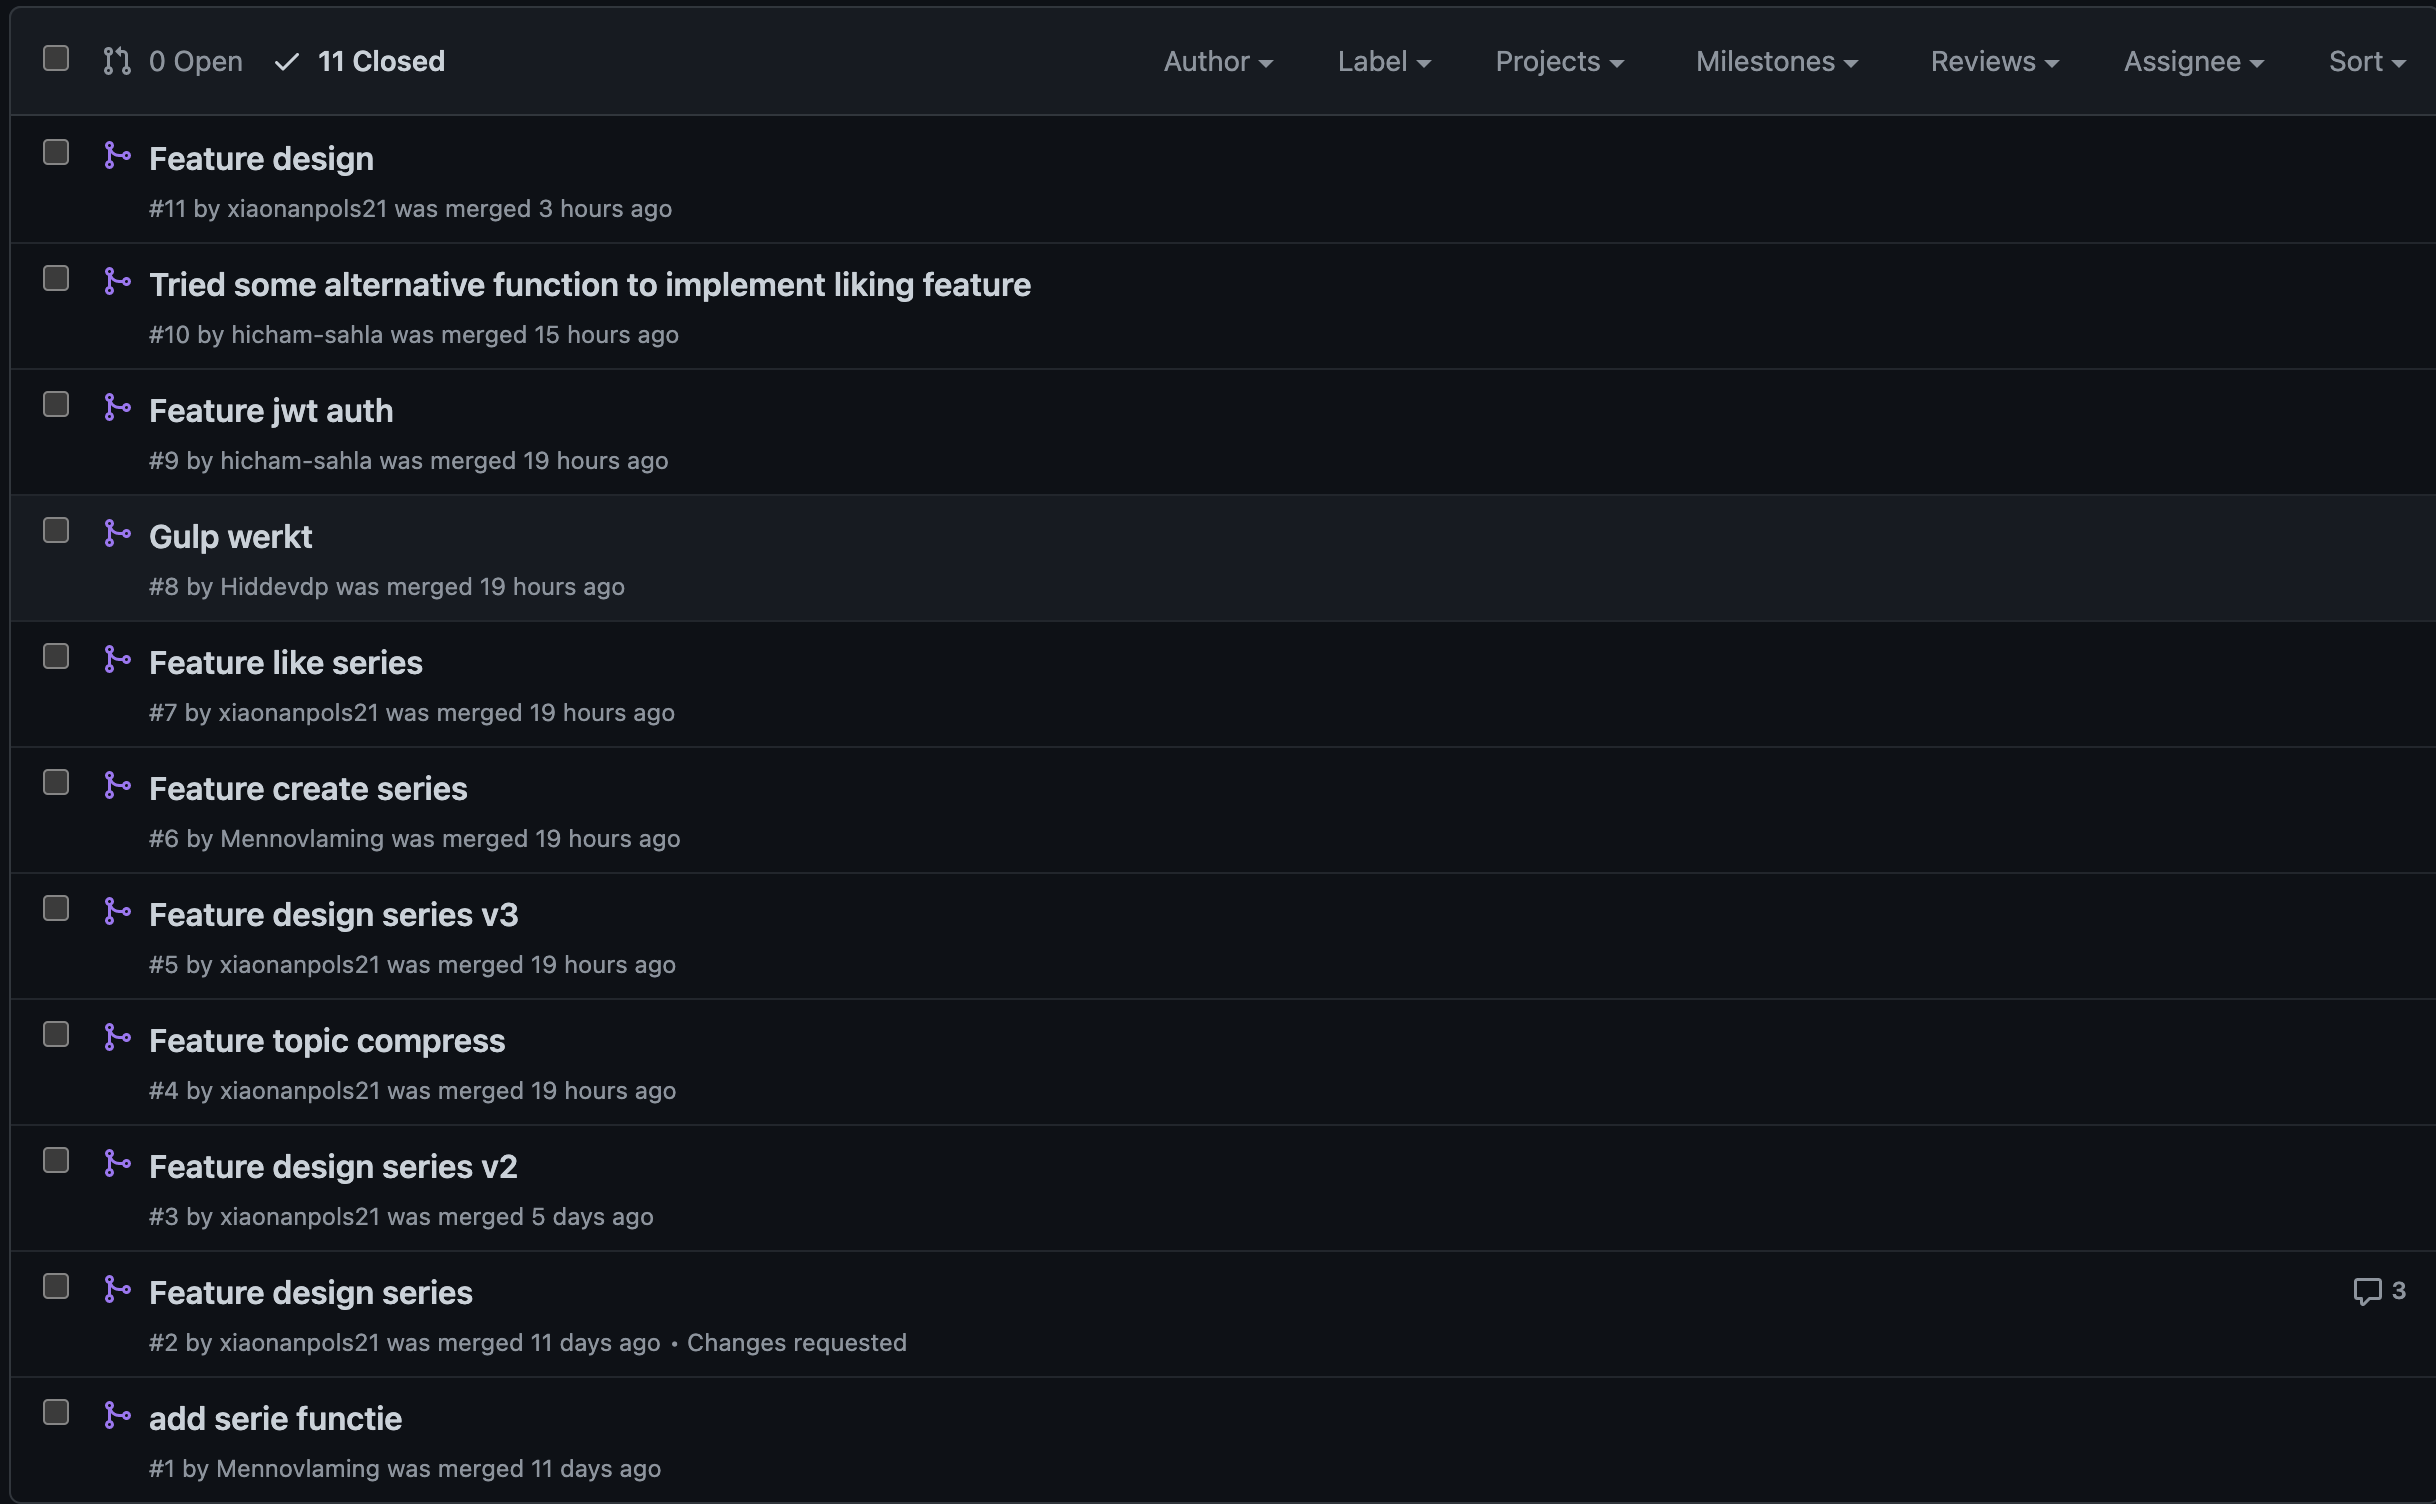 0 Open 11 Closed Author Label Projects Milestones Reviews Assignee Sort
Feature design
#11 by xiaonanpols21 was merged 3 hours ago
Tried some alternative function to implement liking feature
#10 by hicham-sahla was merged 15 hours ago
Feature jwt auth
#9 by hicham-sahla was merged 19 hours ago
Gulp werkt
#8 by Hiddevdp was merged 19 hours ago
Feature like series
#7 by xiaonanpols21 was merged 19 hours ago
Feature create series
#6 by Mennovlaming was merged 19 hours ago
Feature design series v3
#5 by xiaonanpols21 was merged 19 hours ago
Feature topic compress
#4 by xiaonanpols21 was merged 19 hours ago
Feature design series v2
#3 by xiaonanpols21 was merged 5 days ago
Feature design series 3
#2 by xiaonanpols21 was merged 11 days ago • Changes requested
add serie functie
#1 by Mennovlaming was merged 11 days ago